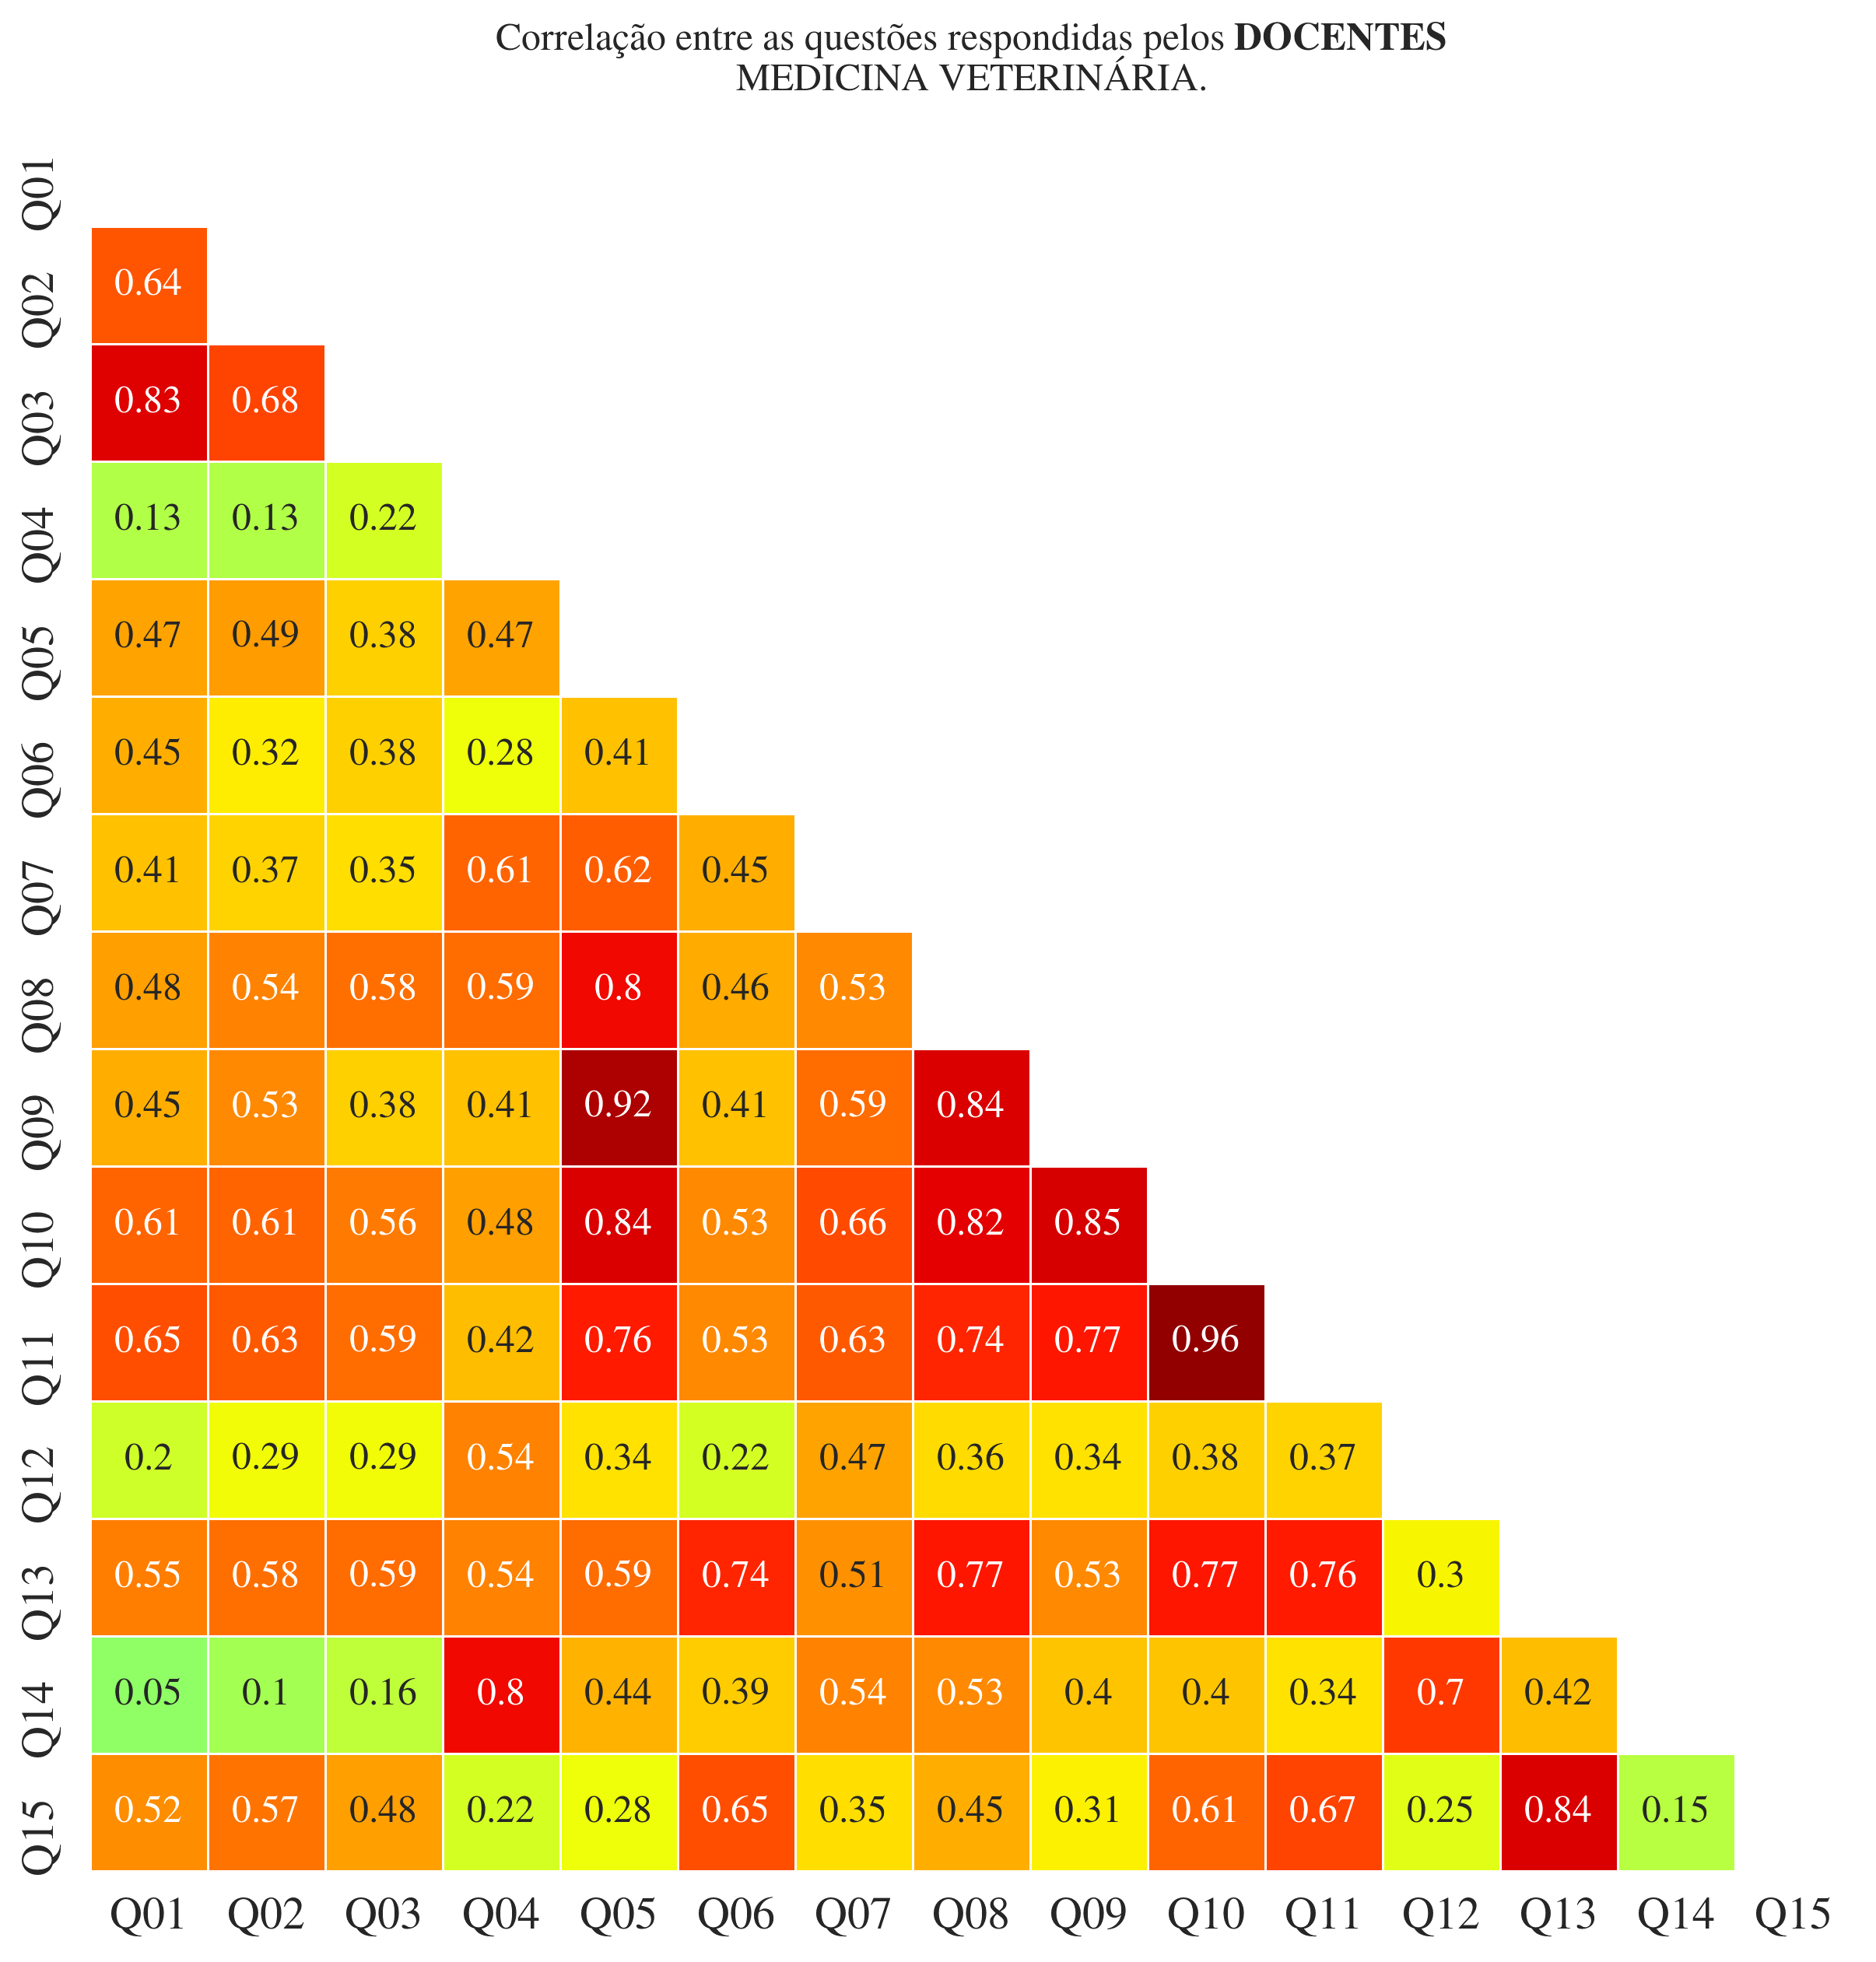 Correlação entre as questões respondidas pelos DOCENTES
MEDICINA VETERINÁRIA.
Q01
Q02 0.64
Q03 0.83 0.68
Q04 0.13 0.13 0.22
Q05 0.47 0.49 0.38 0.47
Q06 0.45 0.32 0.38 0.28 0.41
Q07 0.41 0.37 0.35 0.61 0.62 0.45
Q08 0.48 0.54 0.58 0.59 0.8 0.46 0.53
Q09 0.45 0.53 0.38 0.41 0.92 0.41 0.59 0.84
Q10 0.61 0.61 0.56 0.48 0.84 0.53 0.66 0.82 0.85
Q11 0.65 0.63 0.59 0.42 0.76 0.53 0.63 0.74 0.77 0.96
Q12 0.2 0.29 0.29 0.54 0.34 0.22 0.47 0.36 0.34 0.38 0.37
Q13 0.55 0.58 0.59 0.54 0.59 0.74 0.51 0.77 0.53 0.77 0.76 0.3
Q14 0.05 0.1 0.16 0.8 0.44 0.39 0.54 0.53 0.4 0.4 0.34 0.7 0.42
Q15 0.52 0.57 0.48 0.22 0.28 0.65 0.35 0.45 0.31 0.61 0.67 0.25 0.84 0.15
Q01 Q02 Q03 Q04 Q05 Q06 Q07 Q08 Q09 Q10 Q11 Q12 Q13 Q14 Q15